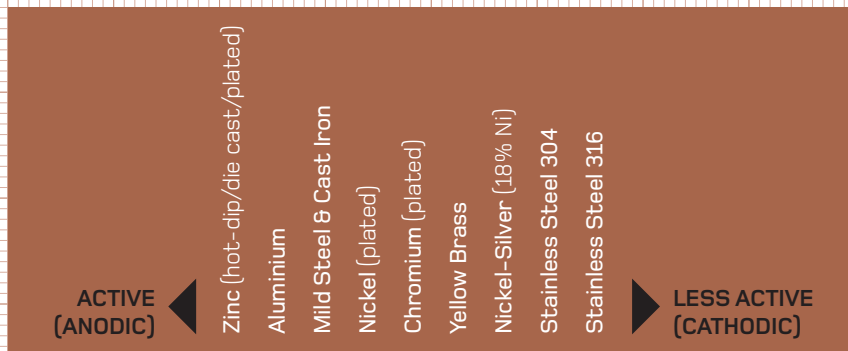 ACTIVE
(ANODIC)
Zinc (hot-dip/die cast/plated)
Aluminium
Mild Steel & Cast Iron
Nickel (plated)
Chromium (plated)
Yellow Brass
Nickel-Silver (18% Ni)
Stainless Steel 304
Stainless Steel 316
LESS ACTIVE
(CATHODIC)